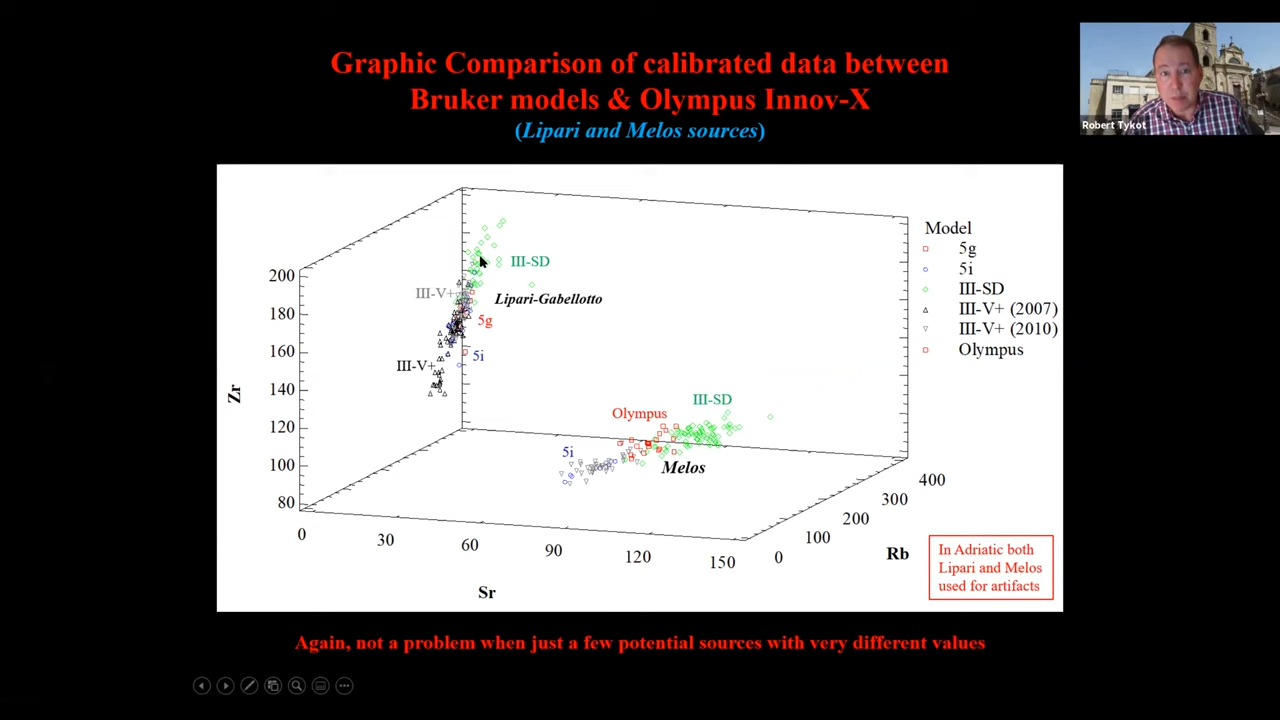 Graphic Comparison of calibrated data between
Bruker models & Olympus Innov-X
(Lipari and Melos sources)
Robert Tykot
Model
5g
5i
III-SD
III-V+ (2007)
III-V+ (2010)
Olympus
III-SD
III-V+
Lipari-Gabellotto
5g
5i
III-V+
Olympus
III-SD
5i
Melos
Zr
200
180
160
140
120
100
80
0
30
60
90
120
150
Sr
0
100
200
300
400
Rb
In Adriatic both
Lipari and Melos
used for artifacts
Again, not a problem when just a few potential sources with very different values